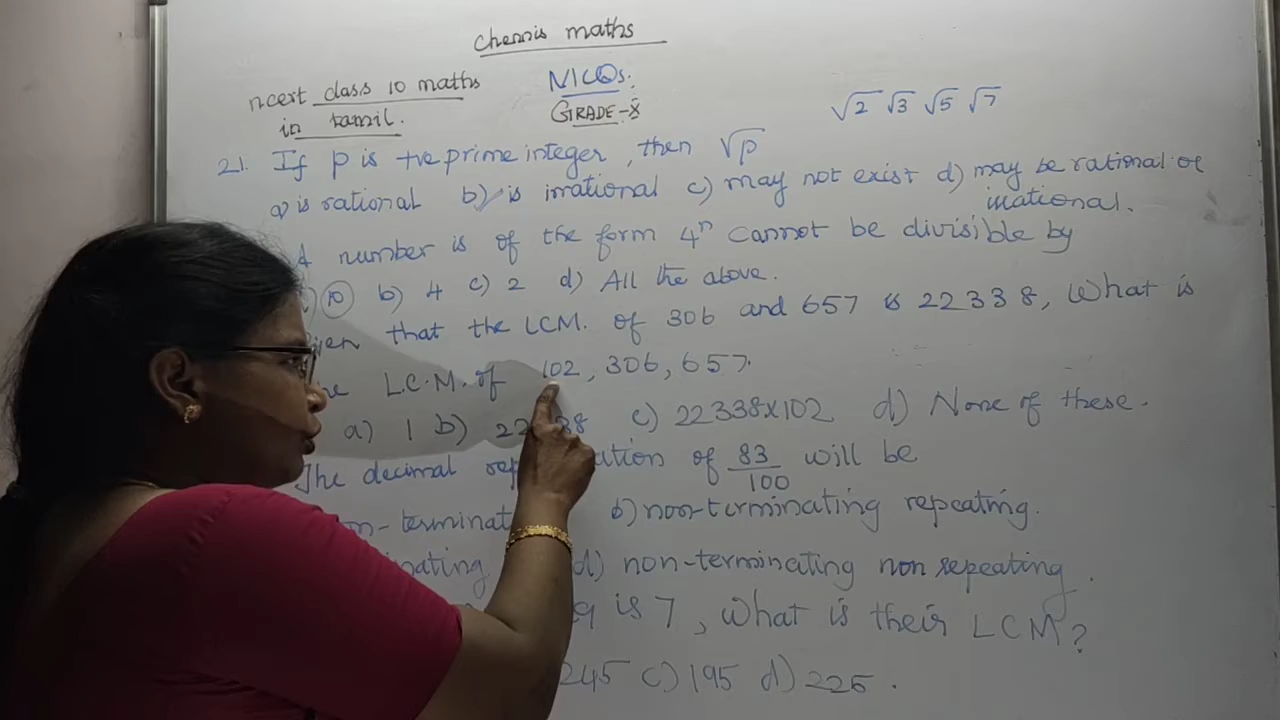 Chennis maths
ncert class 10 maths
in tamil.
MCQs.
GRADE-X
√2 √3 √5 √7
21. If p is +ve prime integer, then √p
a) is rational b) is irrational c) may not exist d) may be rational or
irrational.
A number is of the form 4ⁿ cannot be divisible by
10 b) 4 c) 2 d) All the above.
that the LCM. of 306 and 657 is 22338, What is
L.C.M. of 102, 306, 657.
a) 1 b) c) 22338x102 d) None of these.
The decimal of 83/100 will be
b) non-terminating repeating.
d) non-terminating non repeating.
is 7, What is their LCM?
245 c) 195 d) 225.